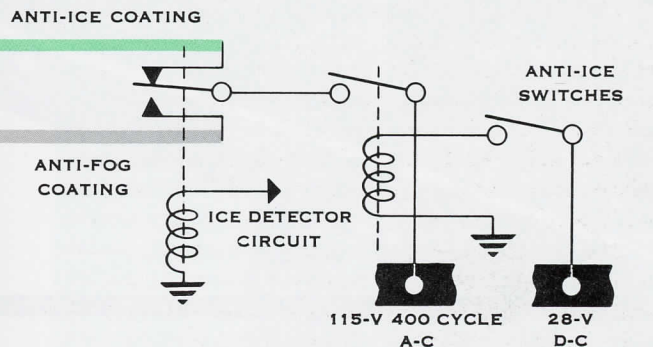 ANTI-ICE COATING
ANTI-ICE
SWITCHES
ANTI-FOG
COATING
ICE DETECTOR
CIRCUIT
115-V 400 CYCLE
A-C
28-V
D-C